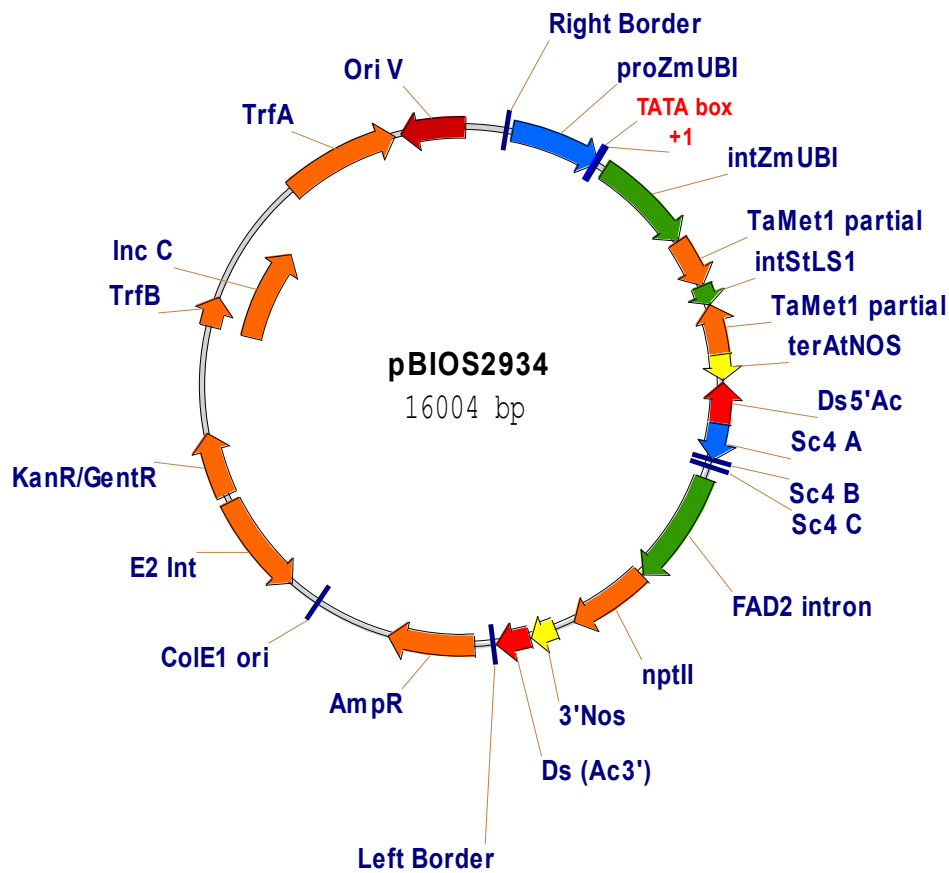 Right Border
proZmUBI
TATA box
+1
intZmUBI
TaMet1 partial
intStLS1
TaMet1 partial
terAtNOS
Ds5'Ac
Sc4 A
Sc4 B
Sc4 C
FAD2 intron
nptII
3'Nos
Ds (Ac3')
Left Border
AmpR
ColE1 ori
E2 Int
KanR/GentR
TrfB
Inc C
TrfA
Ori V
pBIOS2934
16004 bp